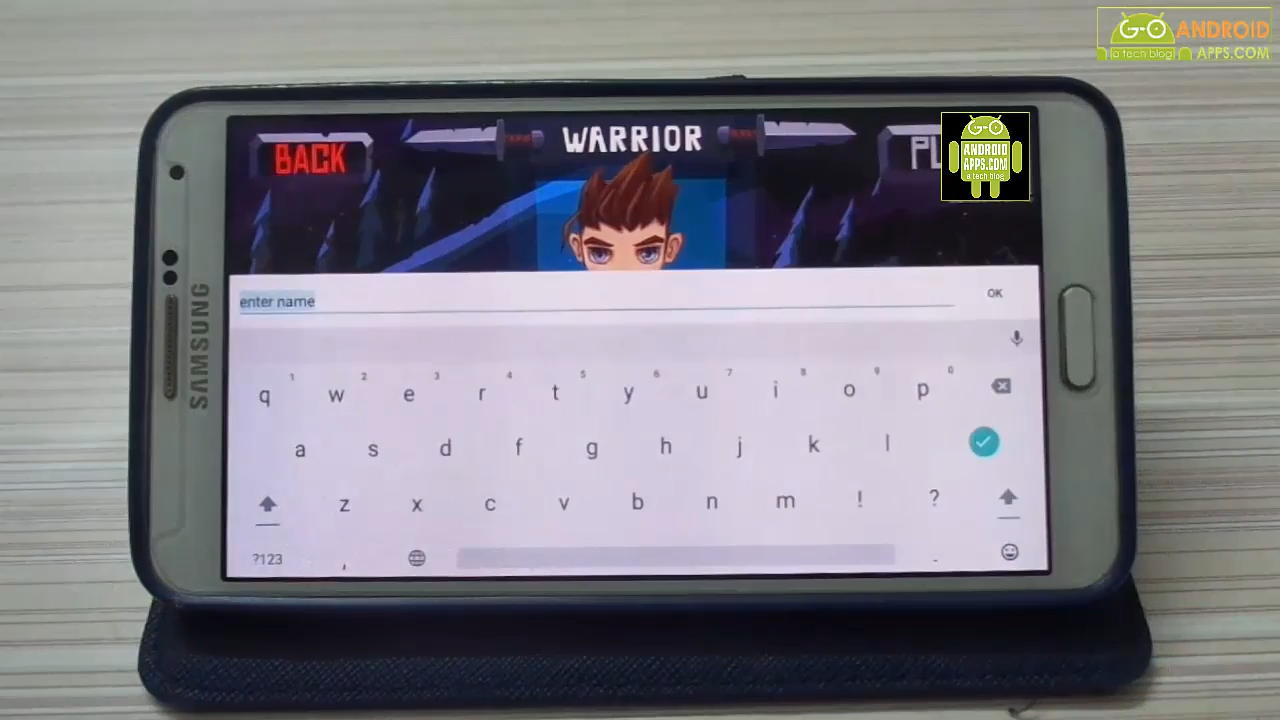 G-O ANDROID
a tech blog APPS.COM
BACK
WARRIOR
PL
G-O
ANDROID
APPS.COM
a tech blog
SAMSUNG
enter name
OK
1 2 3 4 5 6 7 8 9 0
q w e r t y u i o p
a s d f g h j k l
z x c v b n m ! ?
?123 , .